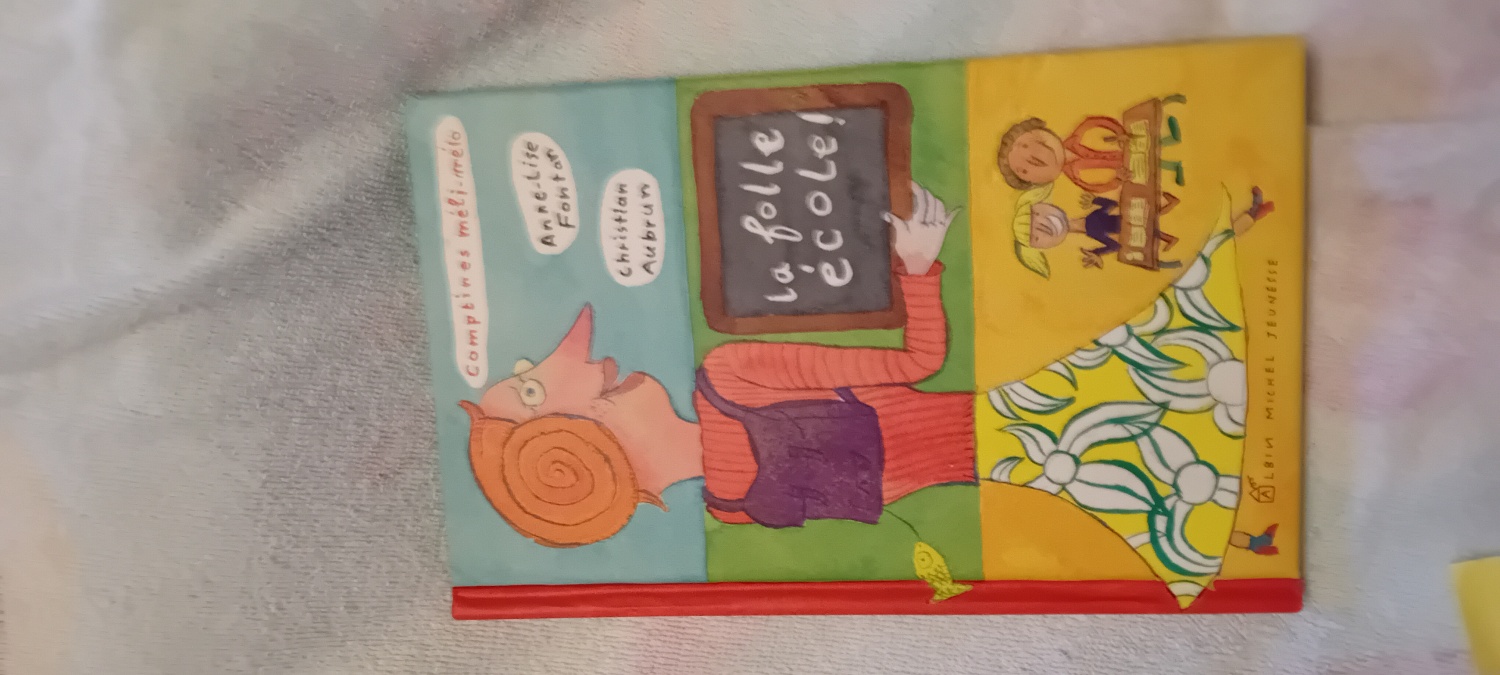 Comptines méli-mélo
Anne-Lise
Fontan
Christian
Aubrun
La folle
école!
ALBIN MICHEL JEUNESSE